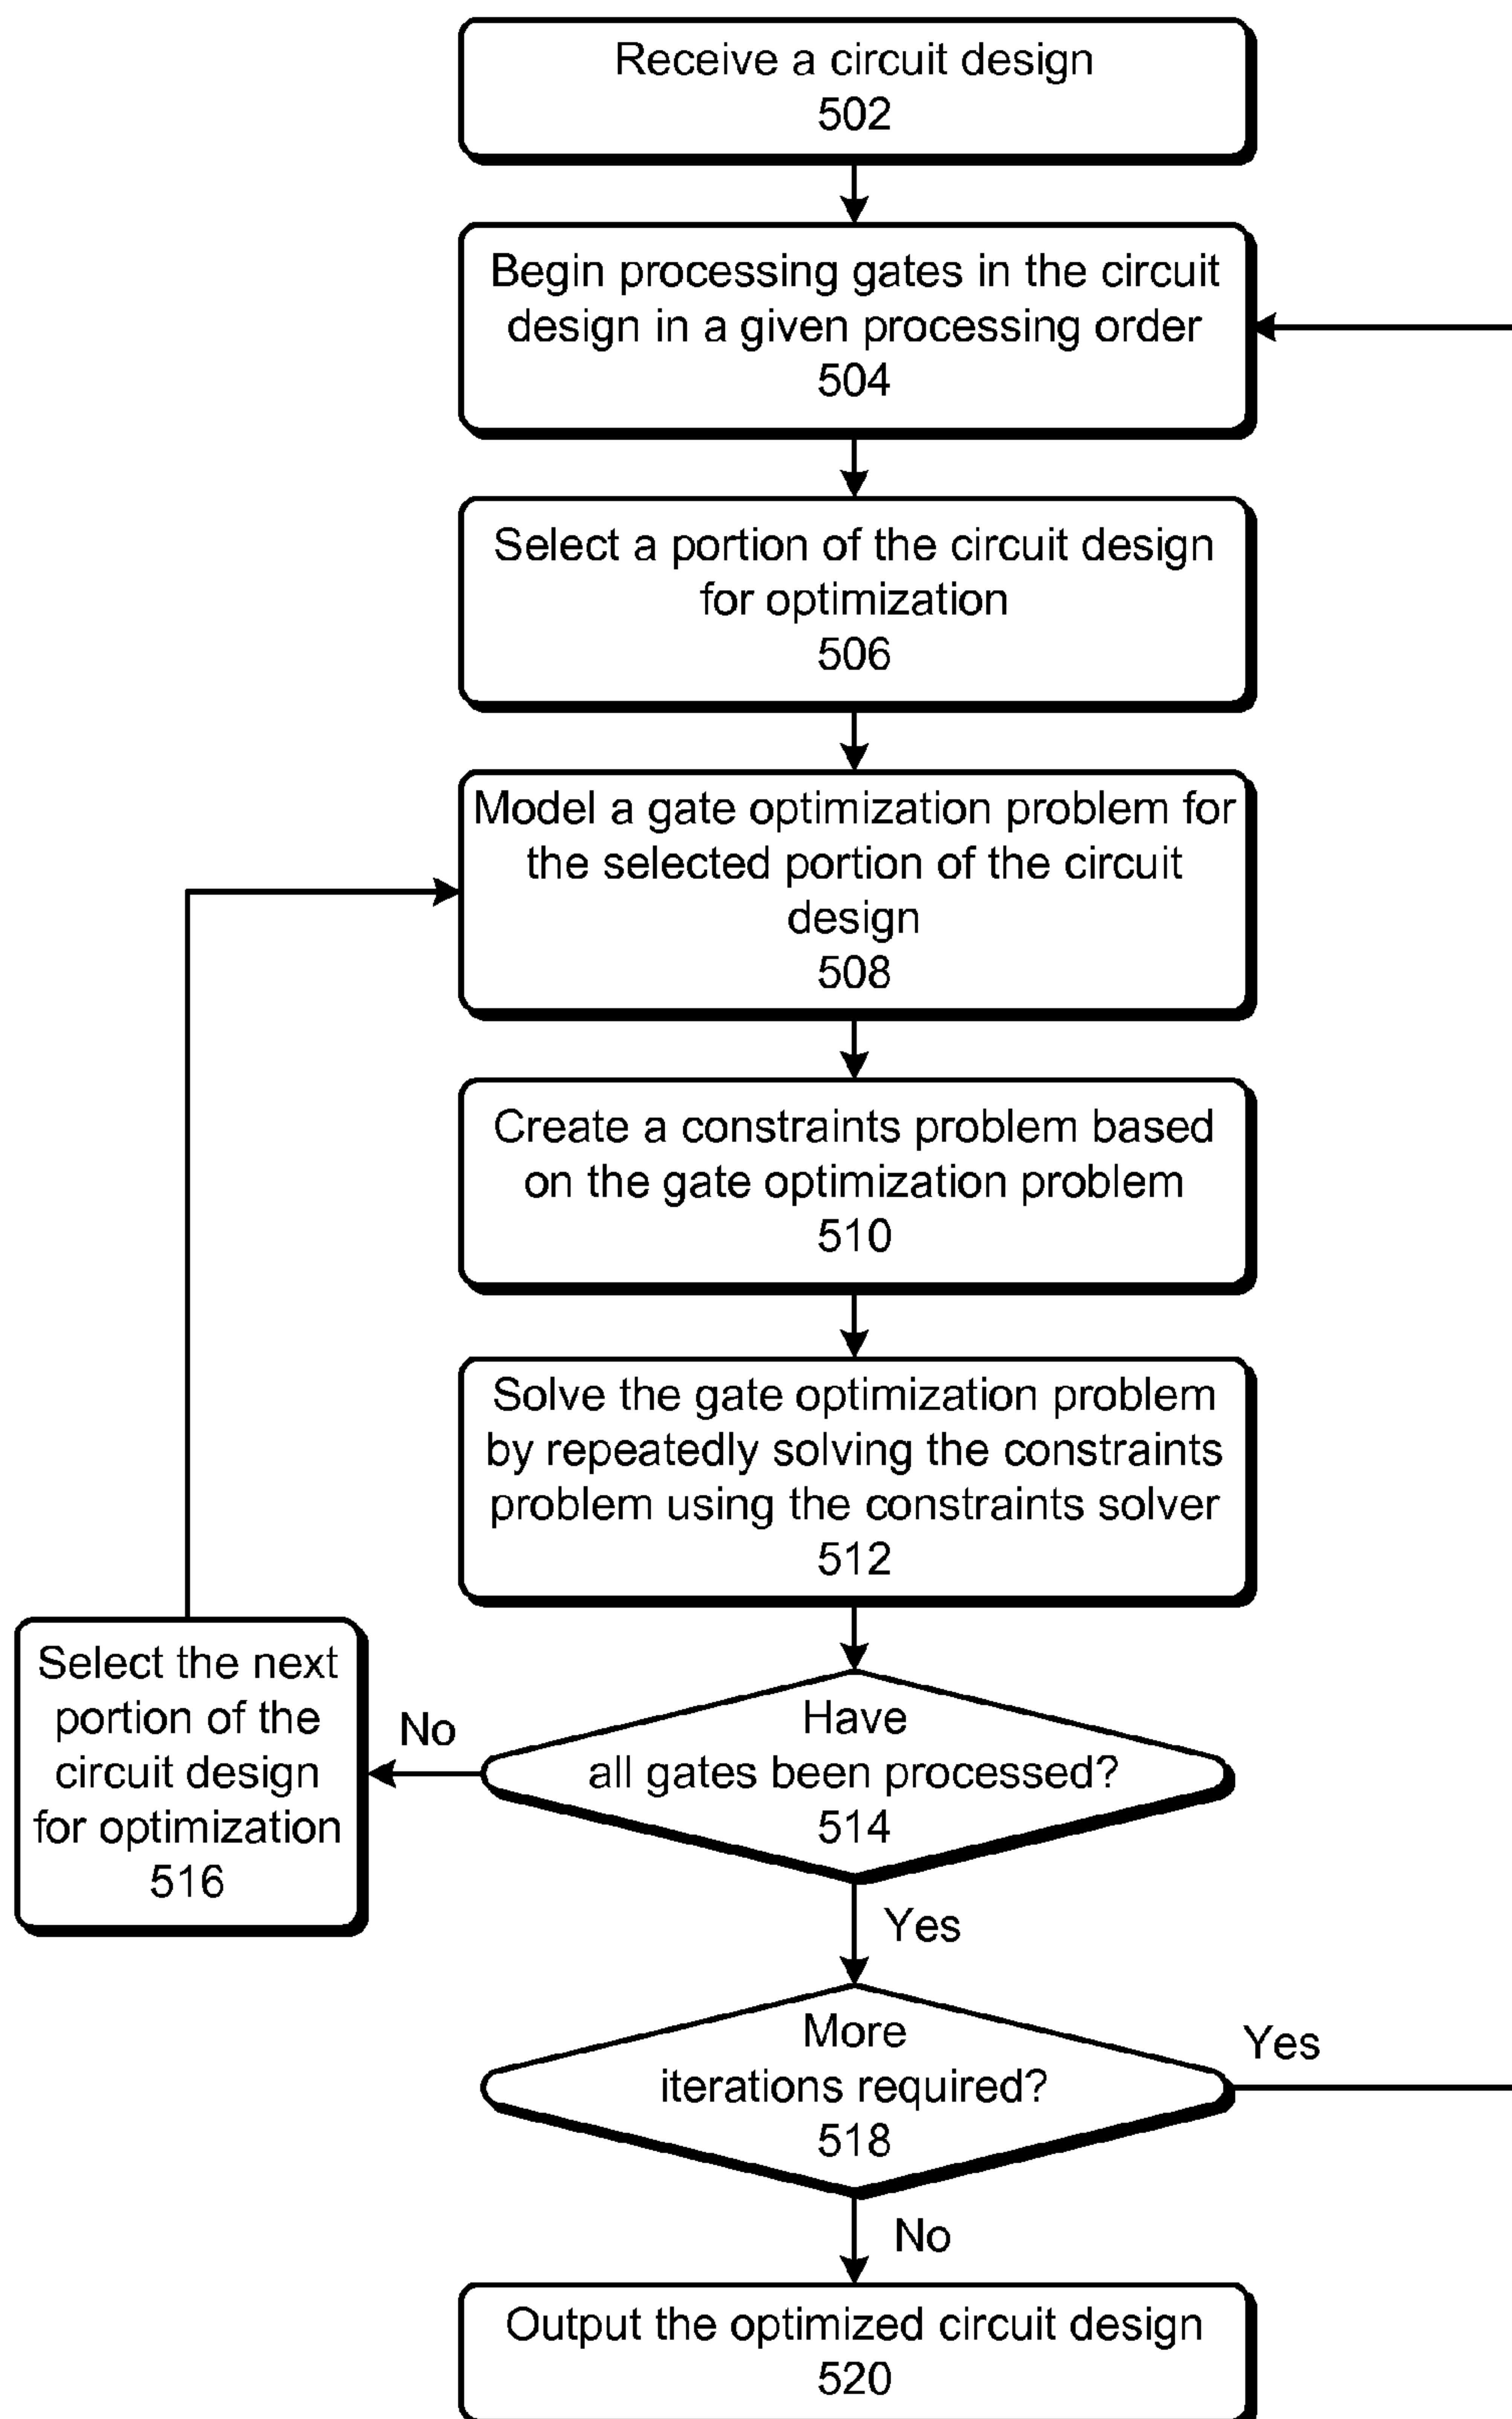 Receive a circuit design
502
Begin processing gates in the circuit
design in a given processing order
504
Select a portion of the circuit design
for optimization
506
Model a gate optimization problem for
the selected portion of the circuit
design
508
Create a constraints problem based
on the gate optimization problem
510
Solve the gate optimization problem
by repeatedly solving the constraints
problem using the constraints solver
512
Have
all gates been processed?
514
No
Select the next
portion of the
circuit design
for optimization
516
Yes
More
iterations required?
518
Yes
No
Output the optimized circuit design
520